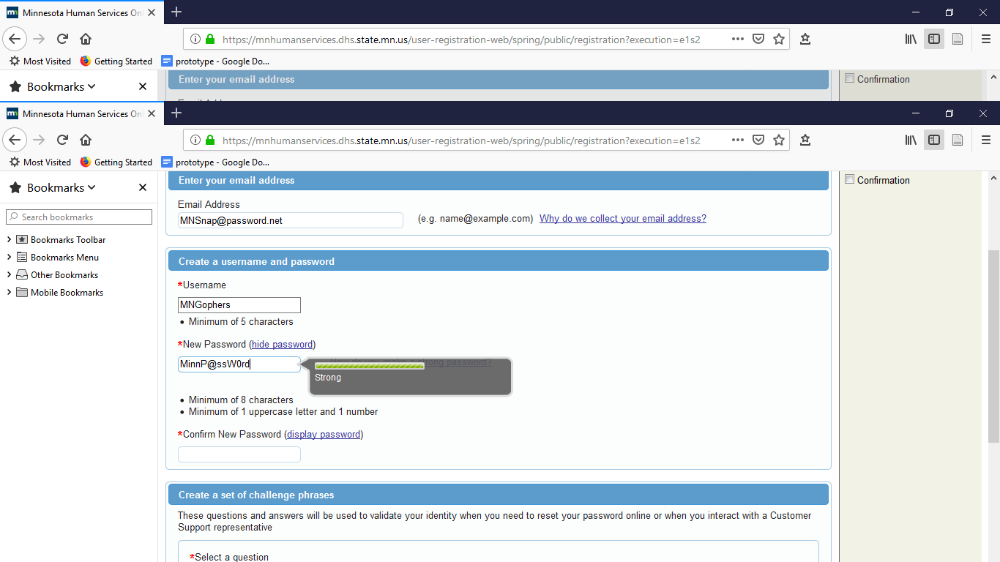 Minnesota Human Services Onl
https://mnhumanservices.dhs.state.mn.us/user-registration-web/spring/public/registration?execution=e1s2
Most Visited Getting Started prototype - Google Do...
Bookmarks
Enter your email address
Confirmation
Minnesota Human Services Onl
https://mnhumanservices.dhs.state.mn.us/user-registration-web/spring/public/registration?execution=e1s2
Most Visited Getting Started prototype - Google Do...
Bookmarks
Search bookmarks
Bookmarks Toolbar
Bookmarks Menu
Other Bookmarks
Mobile Bookmarks
Enter your email address
Email Address
MNSnap@password.net
(e.g. name@example.com) Why do we collect your email address?
Create a username and password
*Username
MNGophers
• Minimum of 5 characters
*New Password (hide password)
MinnP@ssW0rd
How do you make a strong password?
Strong
• Minimum of 8 characters
• Minimum of 1 uppercase letter and 1 number
*Confirm New Password (display password)
Create a set of challenge phrases
These questions and answers will be used to validate your identity when you need to reset your password online or when you interact with a Customer
Support representative
*Select a question
Confirmation